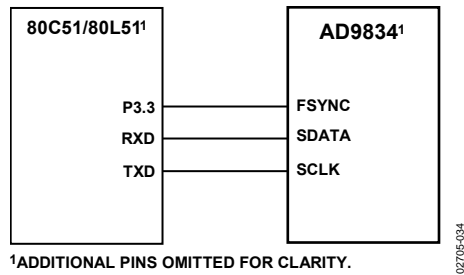 80C51/80L51¹
AD9834¹
P3.3
FSYNC
RXD
SDATA
TXD
SCLK
¹ADDITIONAL PINS OMITTED FOR CLARITY.
02705-034